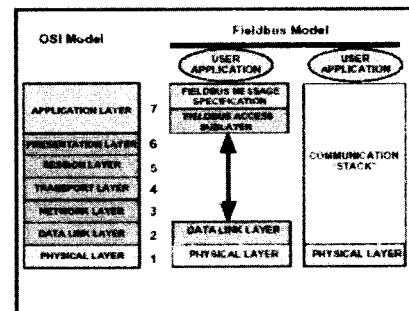 OSI Model
Fieldbus Model
USER
APPLICATION
USER
APPLICATION
APPLICATION LAYER
7
FIELDBUS MESSAGE
SPECIFICATION
FIELDBUS ACCESS
SUBLAYER
PRESENTATION LAYER
6
SESSION LAYER
5
TRANSPORT LAYER
4
NETWORK LAYER
3
DATA LINK LAYER
2
PHYSICAL LAYER
1
DATA LINK LAYER
PHYSICAL LAYER
COMMUNICATION
"STACK"
PHYSICAL LAYER